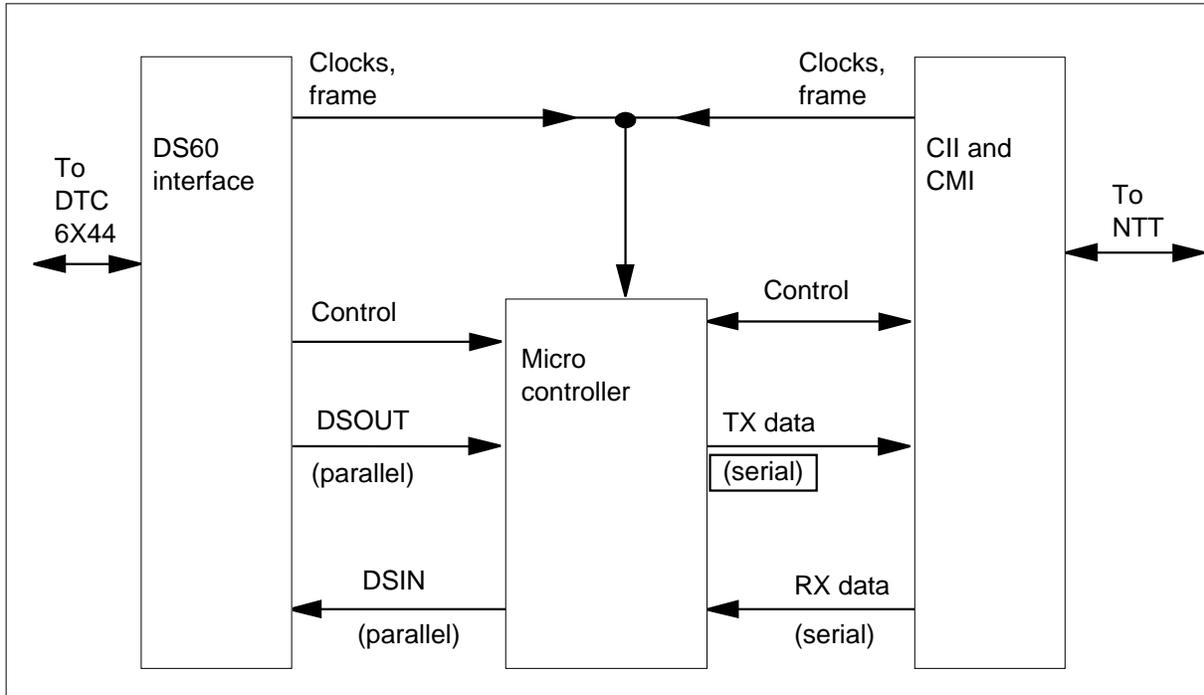 Clocks,
frame
Clocks,
frame
DS60
interface
CII and
CMI
To
DTC
6X44
To
NTT
Control
Control
Micro
controller
DSOUT
(parallel)
TX data
(serial)
DSIN
(parallel)
RX data
(serial)